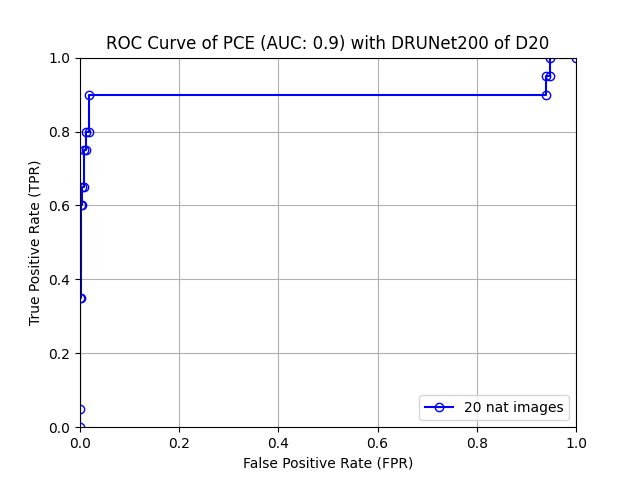 ROC Curve of PCE (AUC: 0.9) with DRUNet200 of D20
True Positive Rate (TPR)
1.0
0.8
0.6
0.4
0.2
0.0
20 nat images
0.0 0.2 0.4 0.6 0.8 1.0
False Positive Rate (FPR)